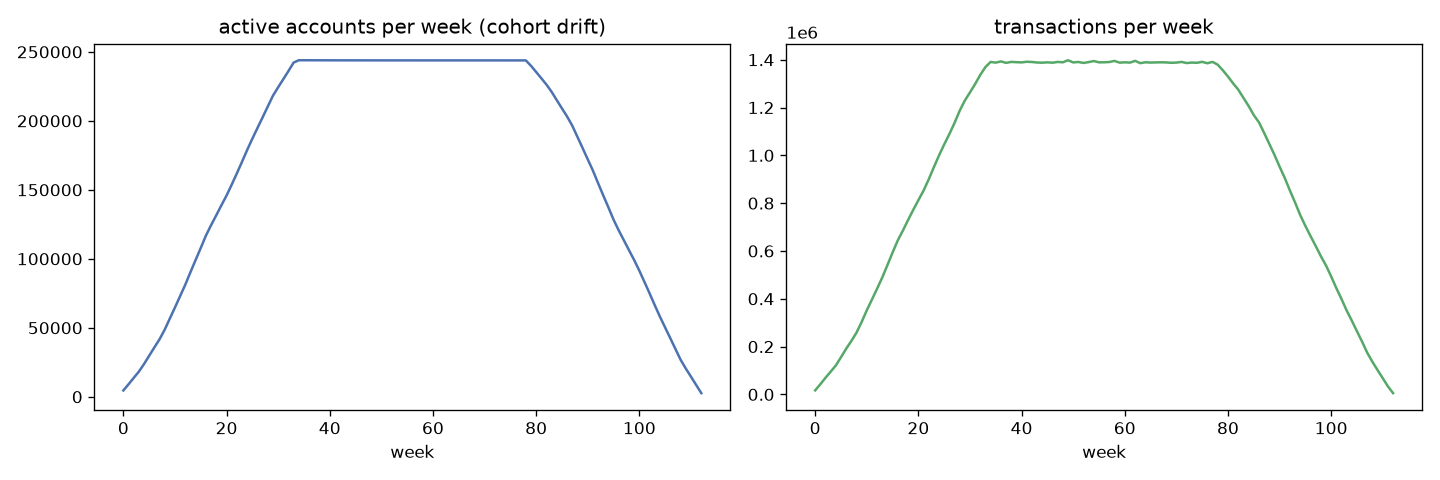 active accounts per week (cohort drift)
250000
200000
150000
100000
50000
0
0 20 40 60 80 100
week
transactions per week
1e6
1.4
1.2
1.0
0.8
0.6
0.4
0.2
0.0
0 20 40 60 80 100
week